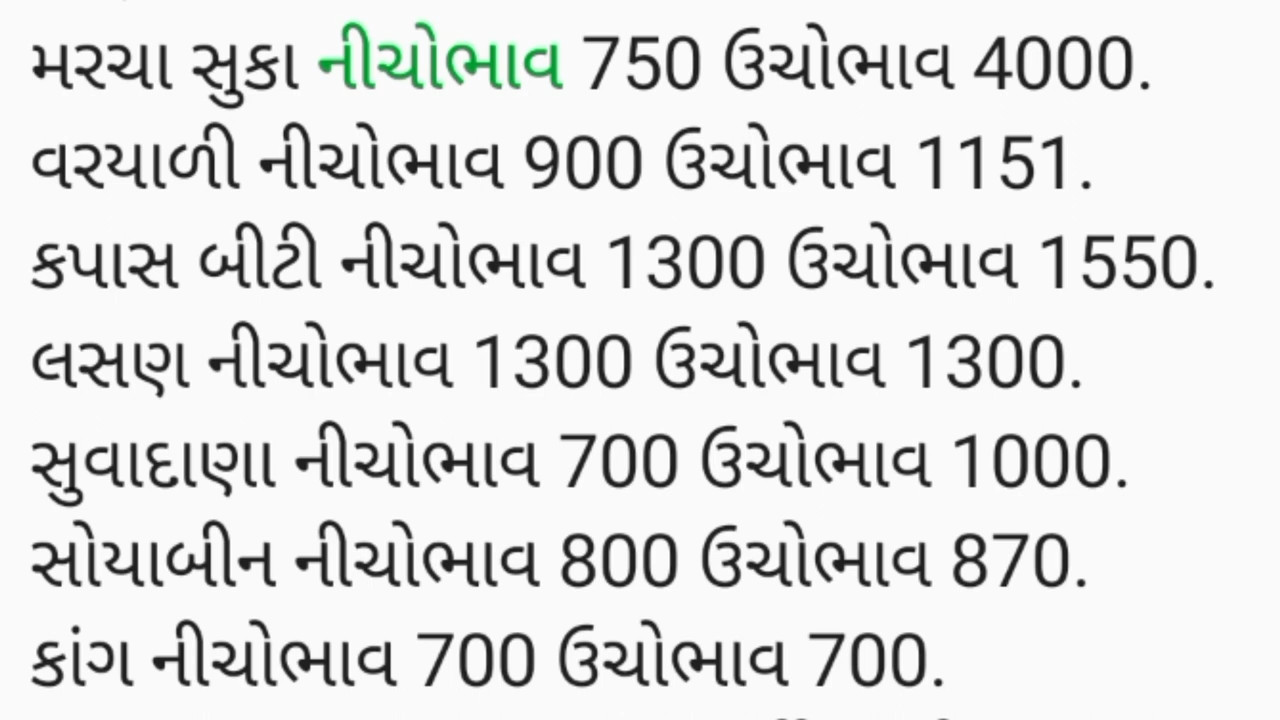 મરચા સુકા નીચોભાવ 750 ઉચોભાવ 4000.
વરયાળી નીચોભાવ 900 ઉચોભાવ 1151.
કપાસ બીટી નીચોભાવ 1300 ઉચોભાવ 1550.
લસણ નીચોભાવ 1300 ઉચોભાવ 1300.
સુવાદાણા નીચોભાવ 700 ઉચોભાવ 1000.
સોયાબીન નીચોભાવ 800 ઉચોભાવ 870.
કાંગ નીચોભાવ 700 ઉચોભાવ 700.